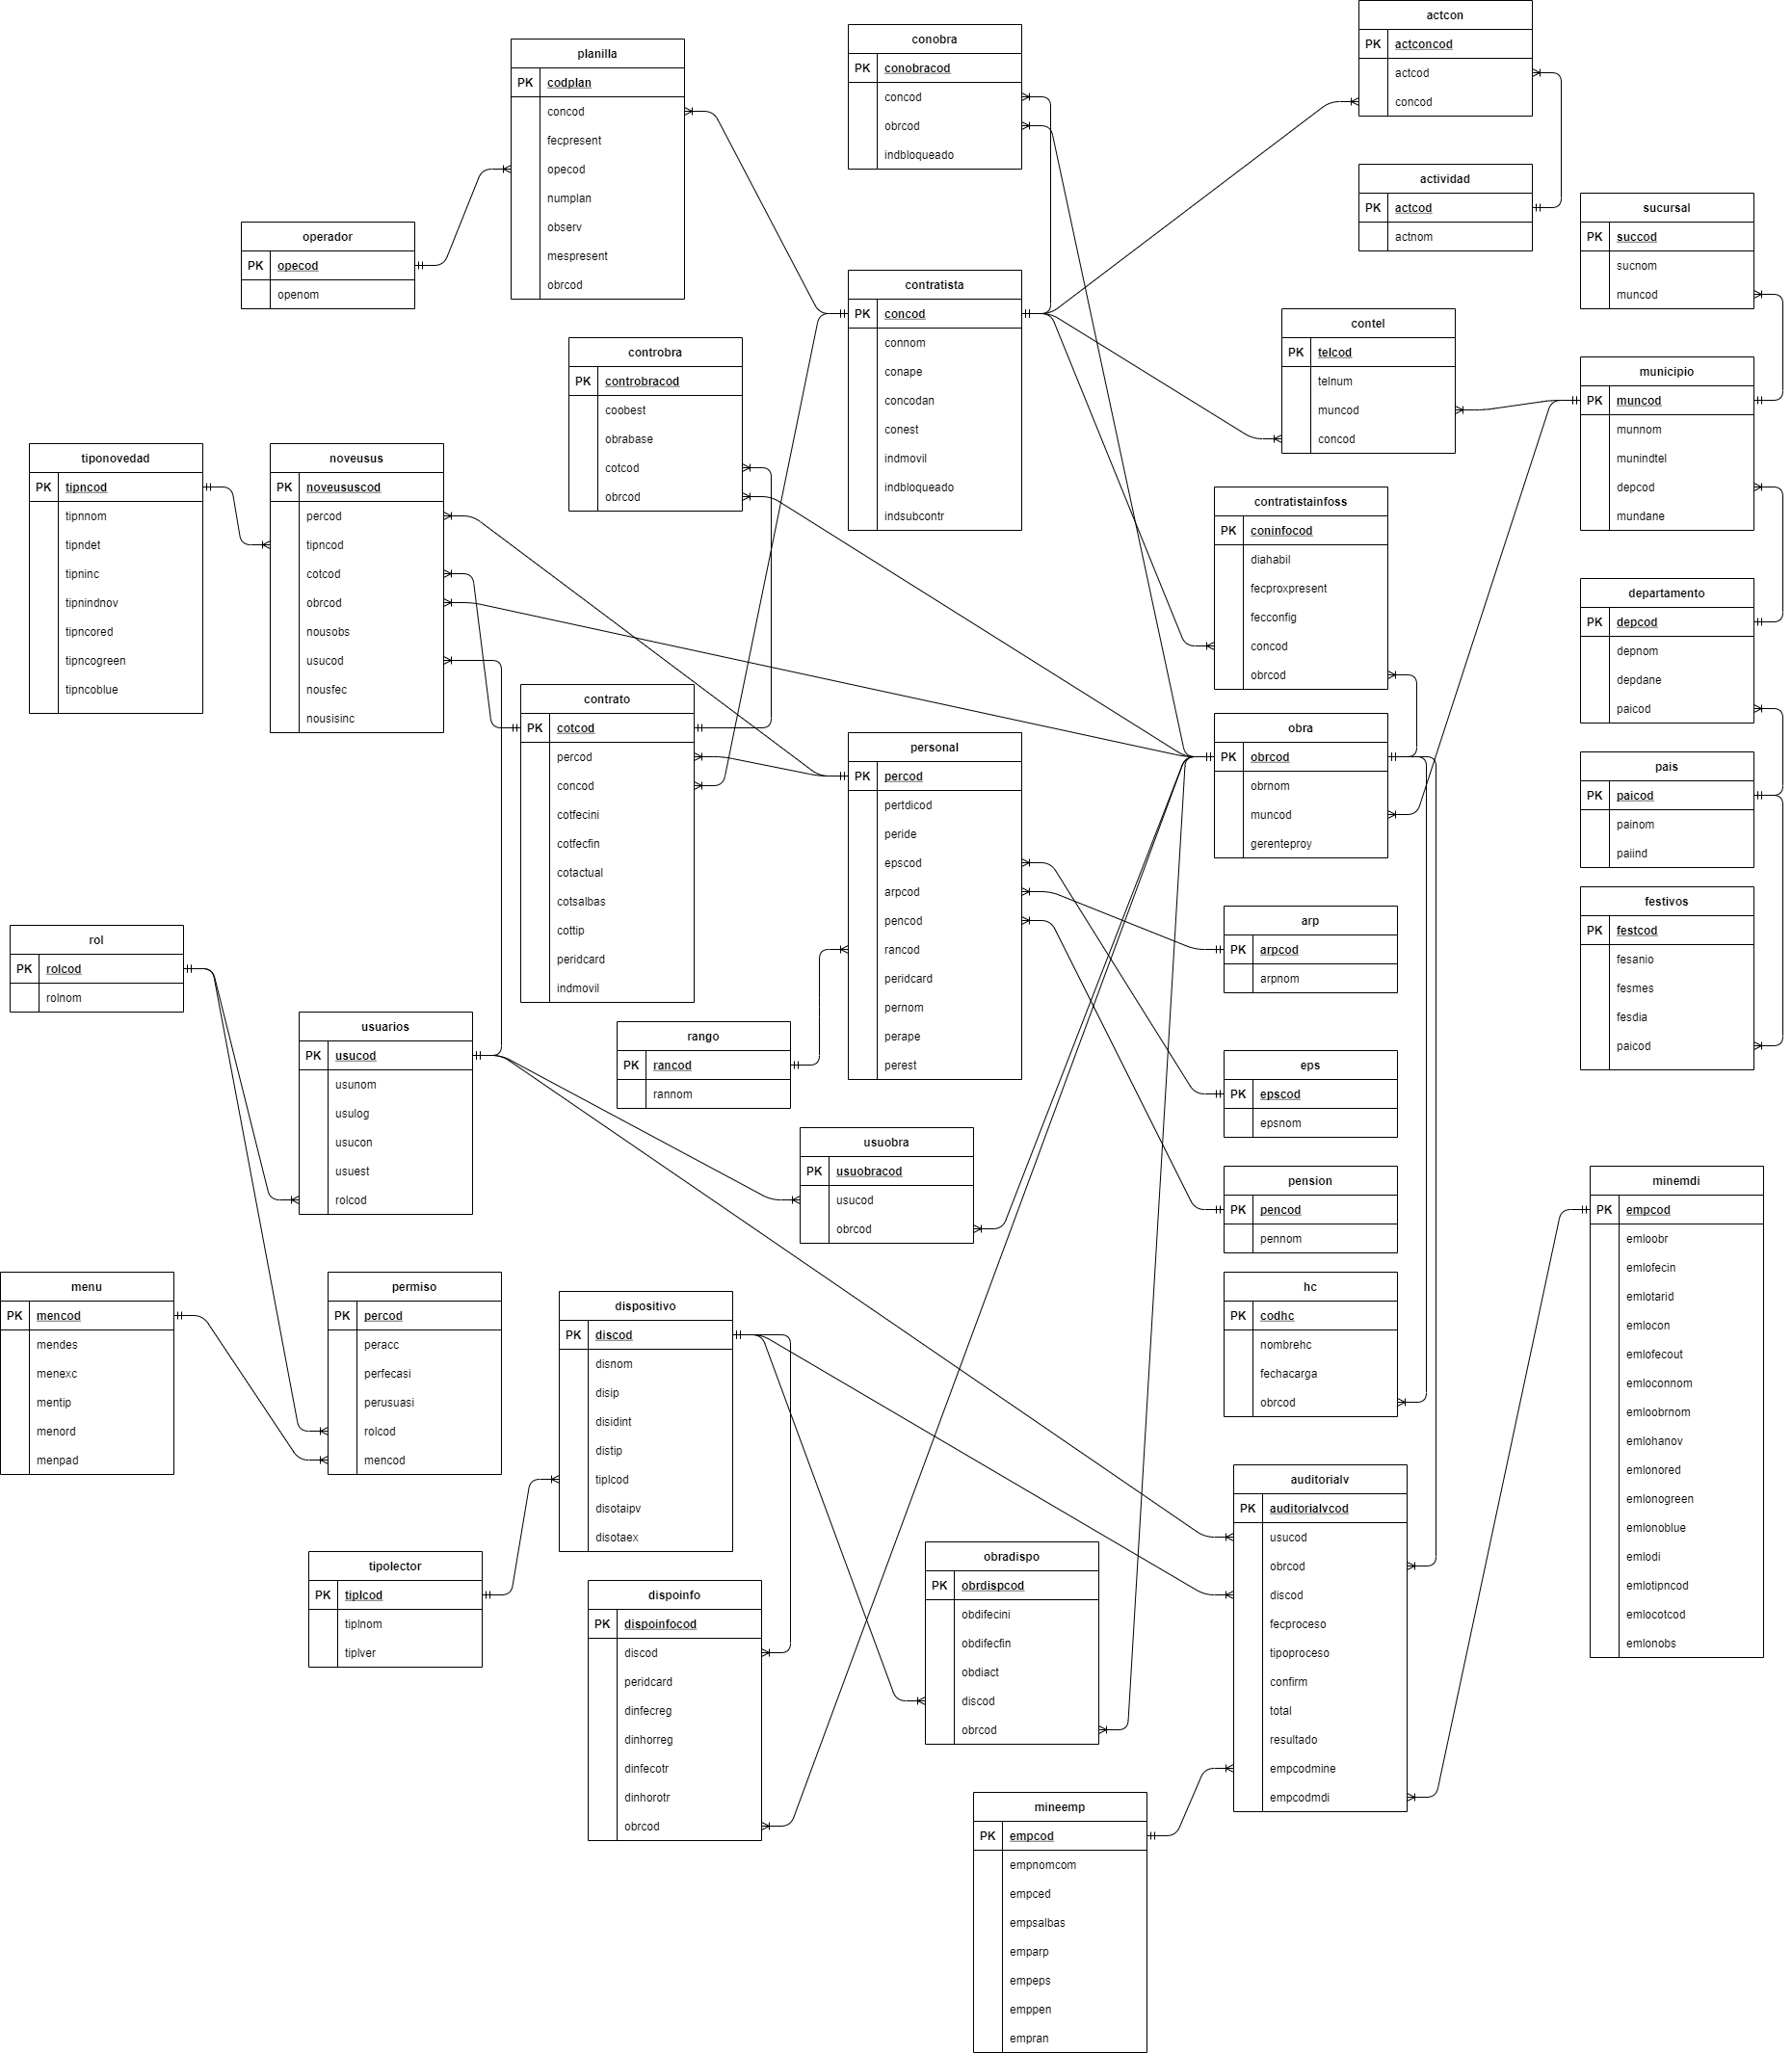 actcon
PK actconcod
actcod
concod
conobra
PK conobracod
concod
obrcod
indbloqueado
planilla
PK codplan
concod
fecpresent
opecod
numplan
observ
mespresent
obrcod
actividad
PK actcod
actnom
sucursal
PK succod
sucnom
muncod
operador
PK opecod
openom
contratista
PK concod
connom
conape
concodan
conest
indmovil
indbloqueado
indsubcontr
contel
PK telcod
telnum
muncod
concod
controbra
PK controbracod
coobest
obrabase
cotcod
obrcod
municipio
PK muncod
munnom
munindtel
depcod
mundane
tiponovedad
PK tipncod
tipnnom
tipndet
tipninc
tipnindnov
tipncored
tipncogreen
tipncoblue
noveusus
PK noveususcod
percod
tipncod
cotcod
obrcod
nousobs
usucod
nousfec
nousisinc
contratistainfoss
PK coninfocod
diahabil
fecproxpresent
fecconfig
concod
obrcod
departamento
PK depcod
depnom
depdane
paicod
contrato
PK cotcod
percod
concod
cotfecini
cotfecfin
cotactual
cotsalbas
cottip
peridcard
indmovil
obra
PK obrcod
obrnom
muncod
gerenteproy
personal
PK percod
pertdicod
peride
epscod
arpcod
pencod
rancod
peridcard
pernom
perape
perest
pais
PK paicod
painom
paiind
festivos
PK festcod
fesanio
fesmes
fesdia
paicod
arp
PK arpcod
arpnom
rol
PK rolcod
rolnom
usuarios
PK usucod
usunom
usulog
usucon
usuest
rolcod
rango
PK rancod
rannom
eps
PK epscod
epsnom
usuobra
PK usuobracod
usucod
obrcod
pension
PK pencod
pennom
minemdi
PK empcod
emloobr
emlofecin
emlotarid
emlocon
emlofecout
emloconnom
emloobrnom
emlohanov
emlonored
emlonogreen
emlonoblue
emlodi
emlotipncod
emlocotcod
emlonobs
menu
PK mencod
mendes
menexc
mentip
menord
menpad
permiso
PK percod
peracc
perfecasi
perusuasi
rolcod
mencod
hc
PK codhc
nombrehc
fechacarga
obrcod
dispositivo
PK discod
disnom
disip
disidint
distip
tiplcod
disotaipv
disotaex
auditorialv
PK auditorialvcod
usucod
obrcod
discod
fecproceso
tipoproceso
confirm
total
resultado
empcodmine
empcodmdi
obradispo
PK obrdispcod
obdifecini
obdifecfin
obdiact
discod
obrcod
tipolector
PK tiplcod
tiplnom
tiplver
dispoinfo
PK dispoinfocod
discod
peridcard
dinfecreg
dinhorreg
dinfecotr
dinhorotr
obrcod
mineemp
PK empcod
empnomcom
empced
empsalbas
emparp
empeps
emppen
empran